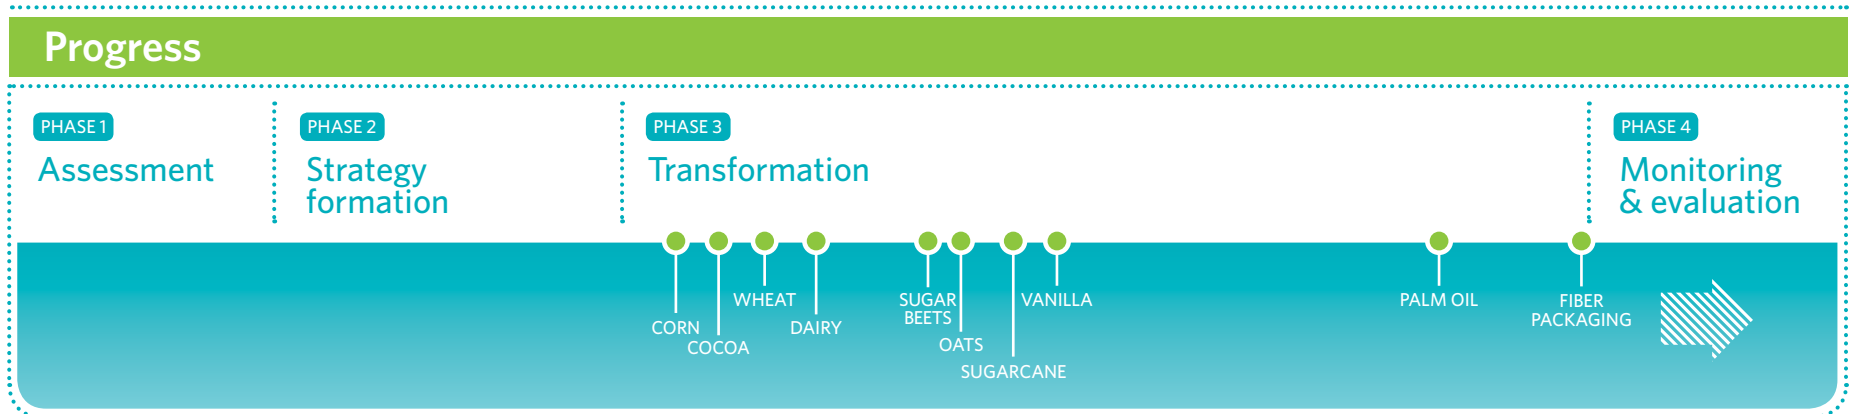 Progress
PHASE 1
Assessment
PHASE 2
Strategy
formation
PHASE 3
Transformation
PHASE 4
Monitoring
& evaluation
CORN
COCOA
WHEAT
DAIRY
SUGAR
BEETS
OATS
SUGARCANE
VANILLA
PALM OIL
FIBER
PACKAGING